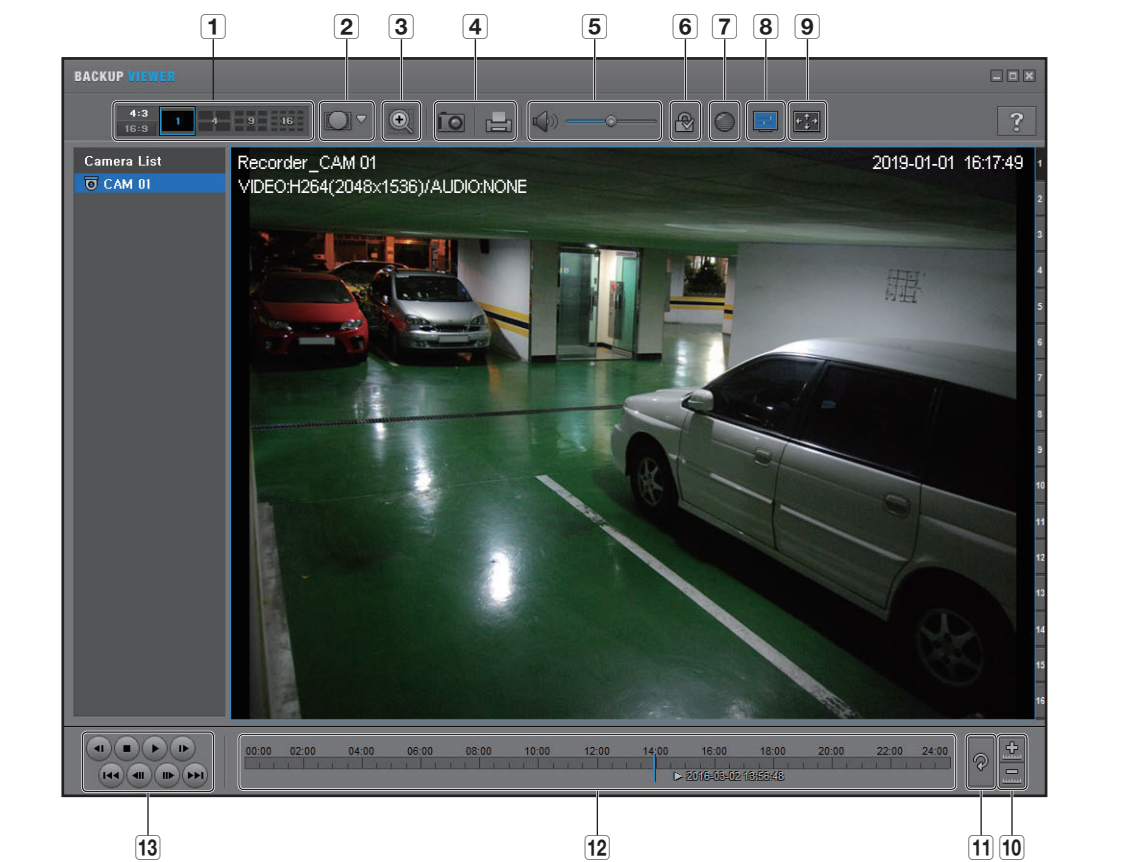 1 2 3 4 5 6 7 8 9
BACKUP VIEWER
4:3
16:9
1 4 9 16
?
Camera List
CAM 01
Recorder_CAM 01
2019-01-01 16:17:49
VIDEO:H264(2048x1536)/AUDIO:NONE
1
2
3
4
5
6
7
8
9
10
11
12
13
14
15
16
00:00 02:00 04:00 06:00 08:00 10:00 12:00 14:00 16:00 18:00 20:00 22:00 24:00
2016-03-02 13:56:48
13 12 11 10